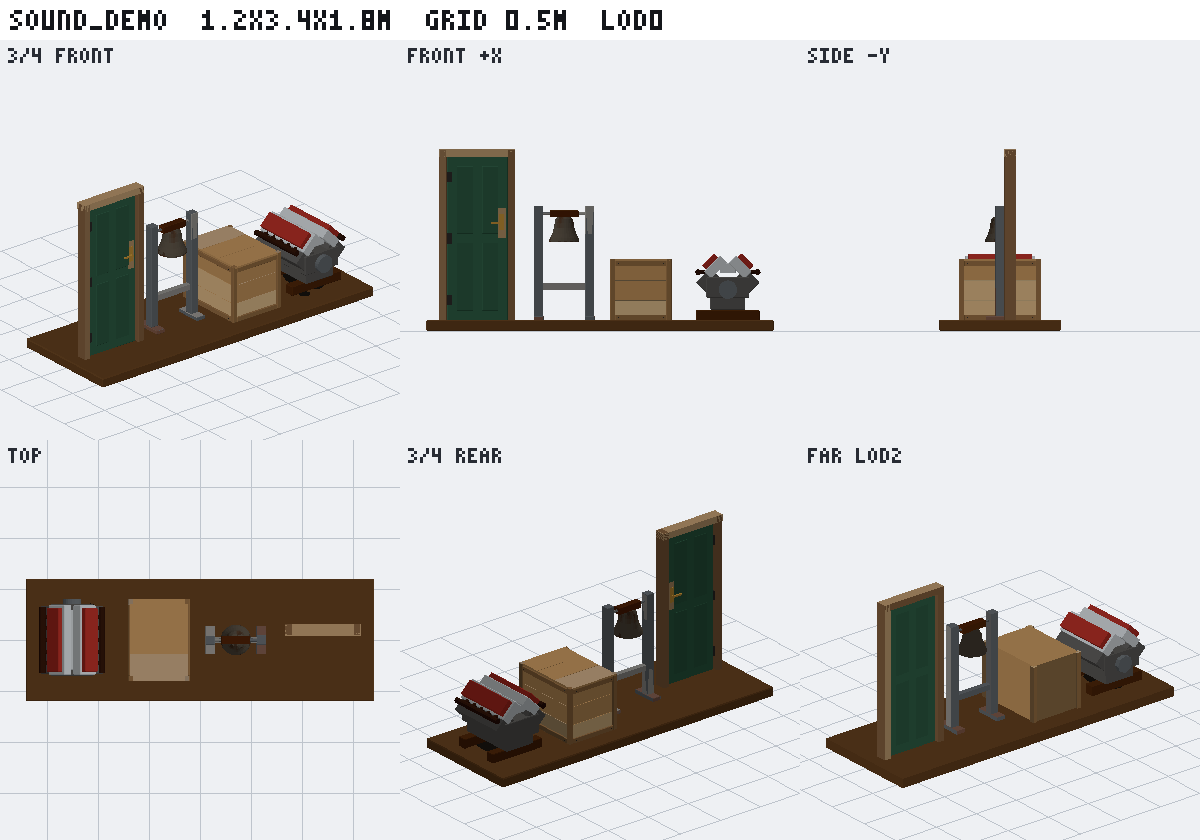 SOUND_DEMO  1.2X3.4X1.8M  GRID 0.5M  LOD0
3/4 FRONT
FRONT +X
SIDE -Y
TOP
3/4 REAR
FAR LOD2